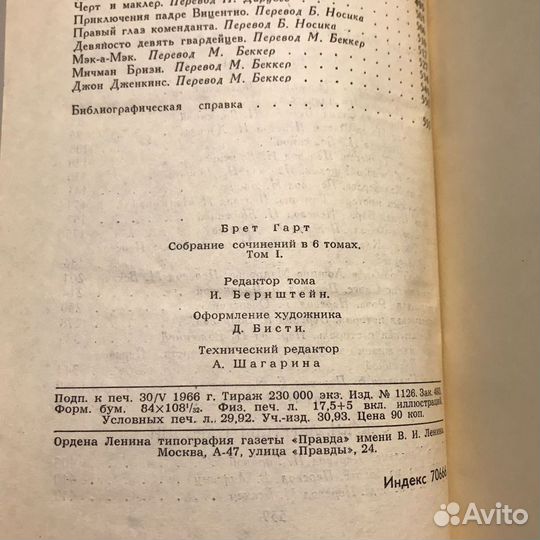 Черт и маклер. Перевод
Приключения падре Вицентио. Перевод Б. Носика
Правый глаз коменданта. Перевод Б. Носика
Девяносто девять гвардейцев. Перевод М. Беккер
Мэк-а-Мэк. Перевод М. Беккер
Мичман Бризи. Перевод М. Беккер
Джон Дженкинс. Перевод М. Беккер
Библиографическая справка
Брет Гарт
Собрание сочинений в 6 томах.
Том I.
Редактор тома
И. Бернштейн.
Оформление художника
Д. Бисти.
Технический редактор
А. Шагарина
Подп. к печ. 30/V 1966 г. Тираж 230 000 экз. Изд. № 1126. Зак.
Форм. бум. 84×108¹/₃₂. Физ. печ. л. 17,5+5 вкл. иллюстраций.
Условных печ. л. 29,92. Уч.-изд. 30,93. Цена 90 коп.
Ордена Ленина типография газеты «Правда» имени В. И. Ленина
Москва, А-47, улица «Правды», 24.
Индекс 70666
Avito